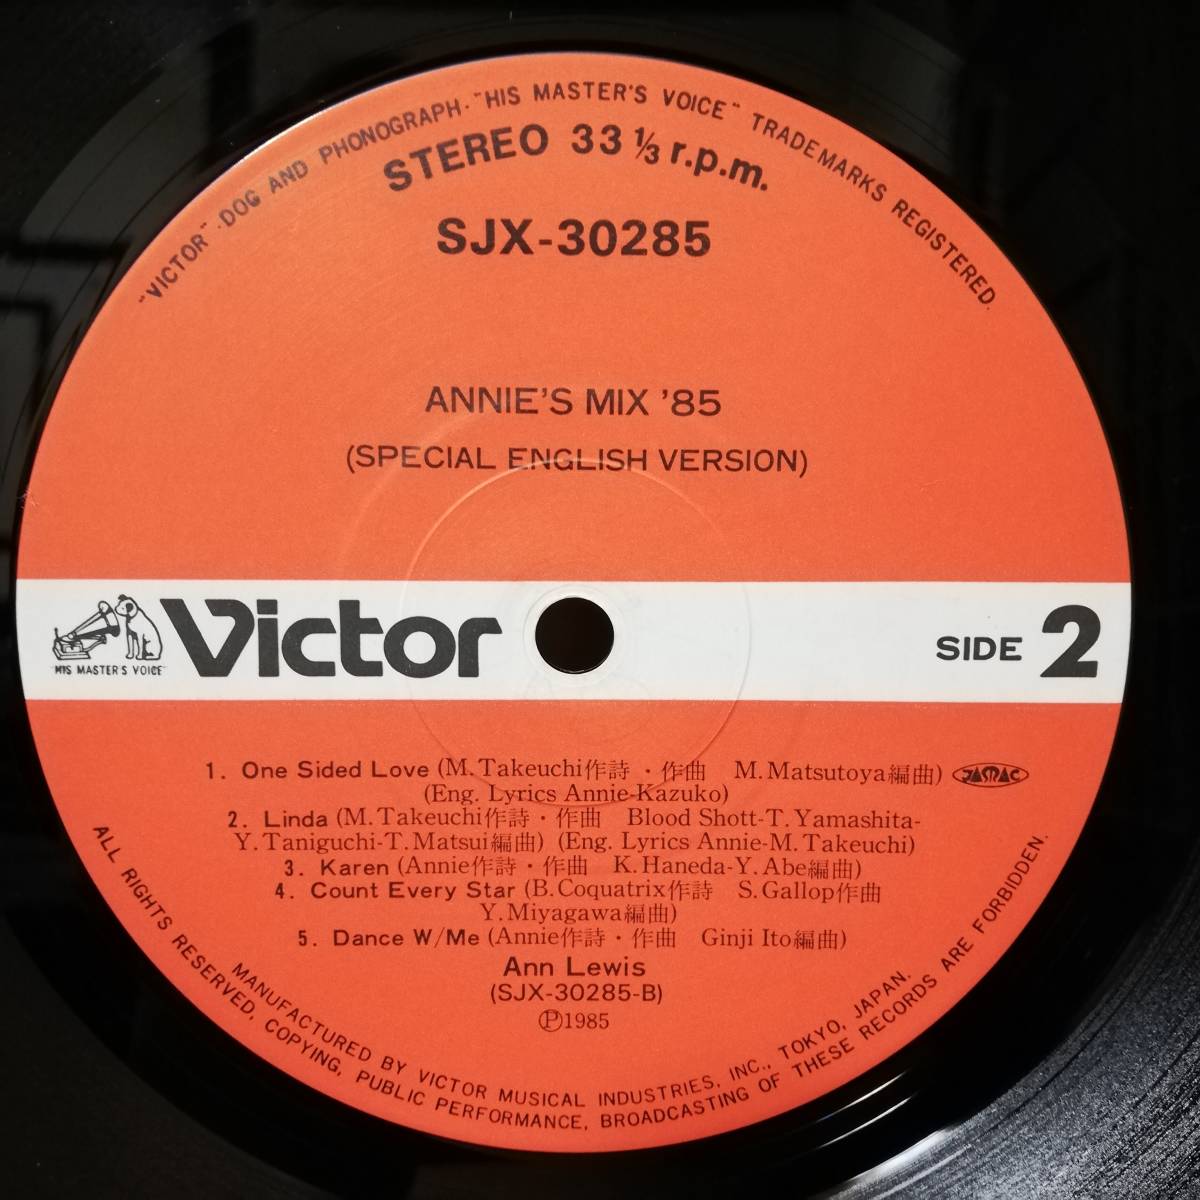 "VICTOR"·DOG AND PHONOGRAPH·"HIS MASTER'S VOICE" TRADEMARKS REGISTERED.
STEREO 33 1/3 r.p.m.
SJX-30285
ANNIE'S MIX '85
(SPECIAL ENGLISH VERSION)
"HIS MASTER'S VOICE"
Victor
SIDE 2
1. One Sided Love (M.Takeuchi作詩・作曲 M.Matsutoya編曲) JASRAC
(Eng. Lyrics Annie-Kazuko)
2. Linda (M.Takeuchi作詩・作曲 Blood Shott-T.Yamashita-
Y.Taniguchi-T.Matsui編曲) (Eng. Lyrics Annie-M.Takeuchi)
3. Karen (Annie作詩・作曲 K.Haneda-Y.Abe編曲)
4. Count Every Star (B.Coquatrix作詩 S.Gallop作曲
Y.Miyagawa編曲)
5. Dance W/Me (Annie作詩・作曲 Ginji Ito編曲)
Ann Lewis
(SJX-30285-B)
Ⓟ1985
MANUFACTURED BY VICTOR MUSICAL INDUSTRIES, INC., TOKYO, JAPAN.
ALL RIGHTS RESERVED, COPYING, PUBLIC PERFORMANCE, BROADCASTING OF THESE RECORDS ARE FORBIDDEN.